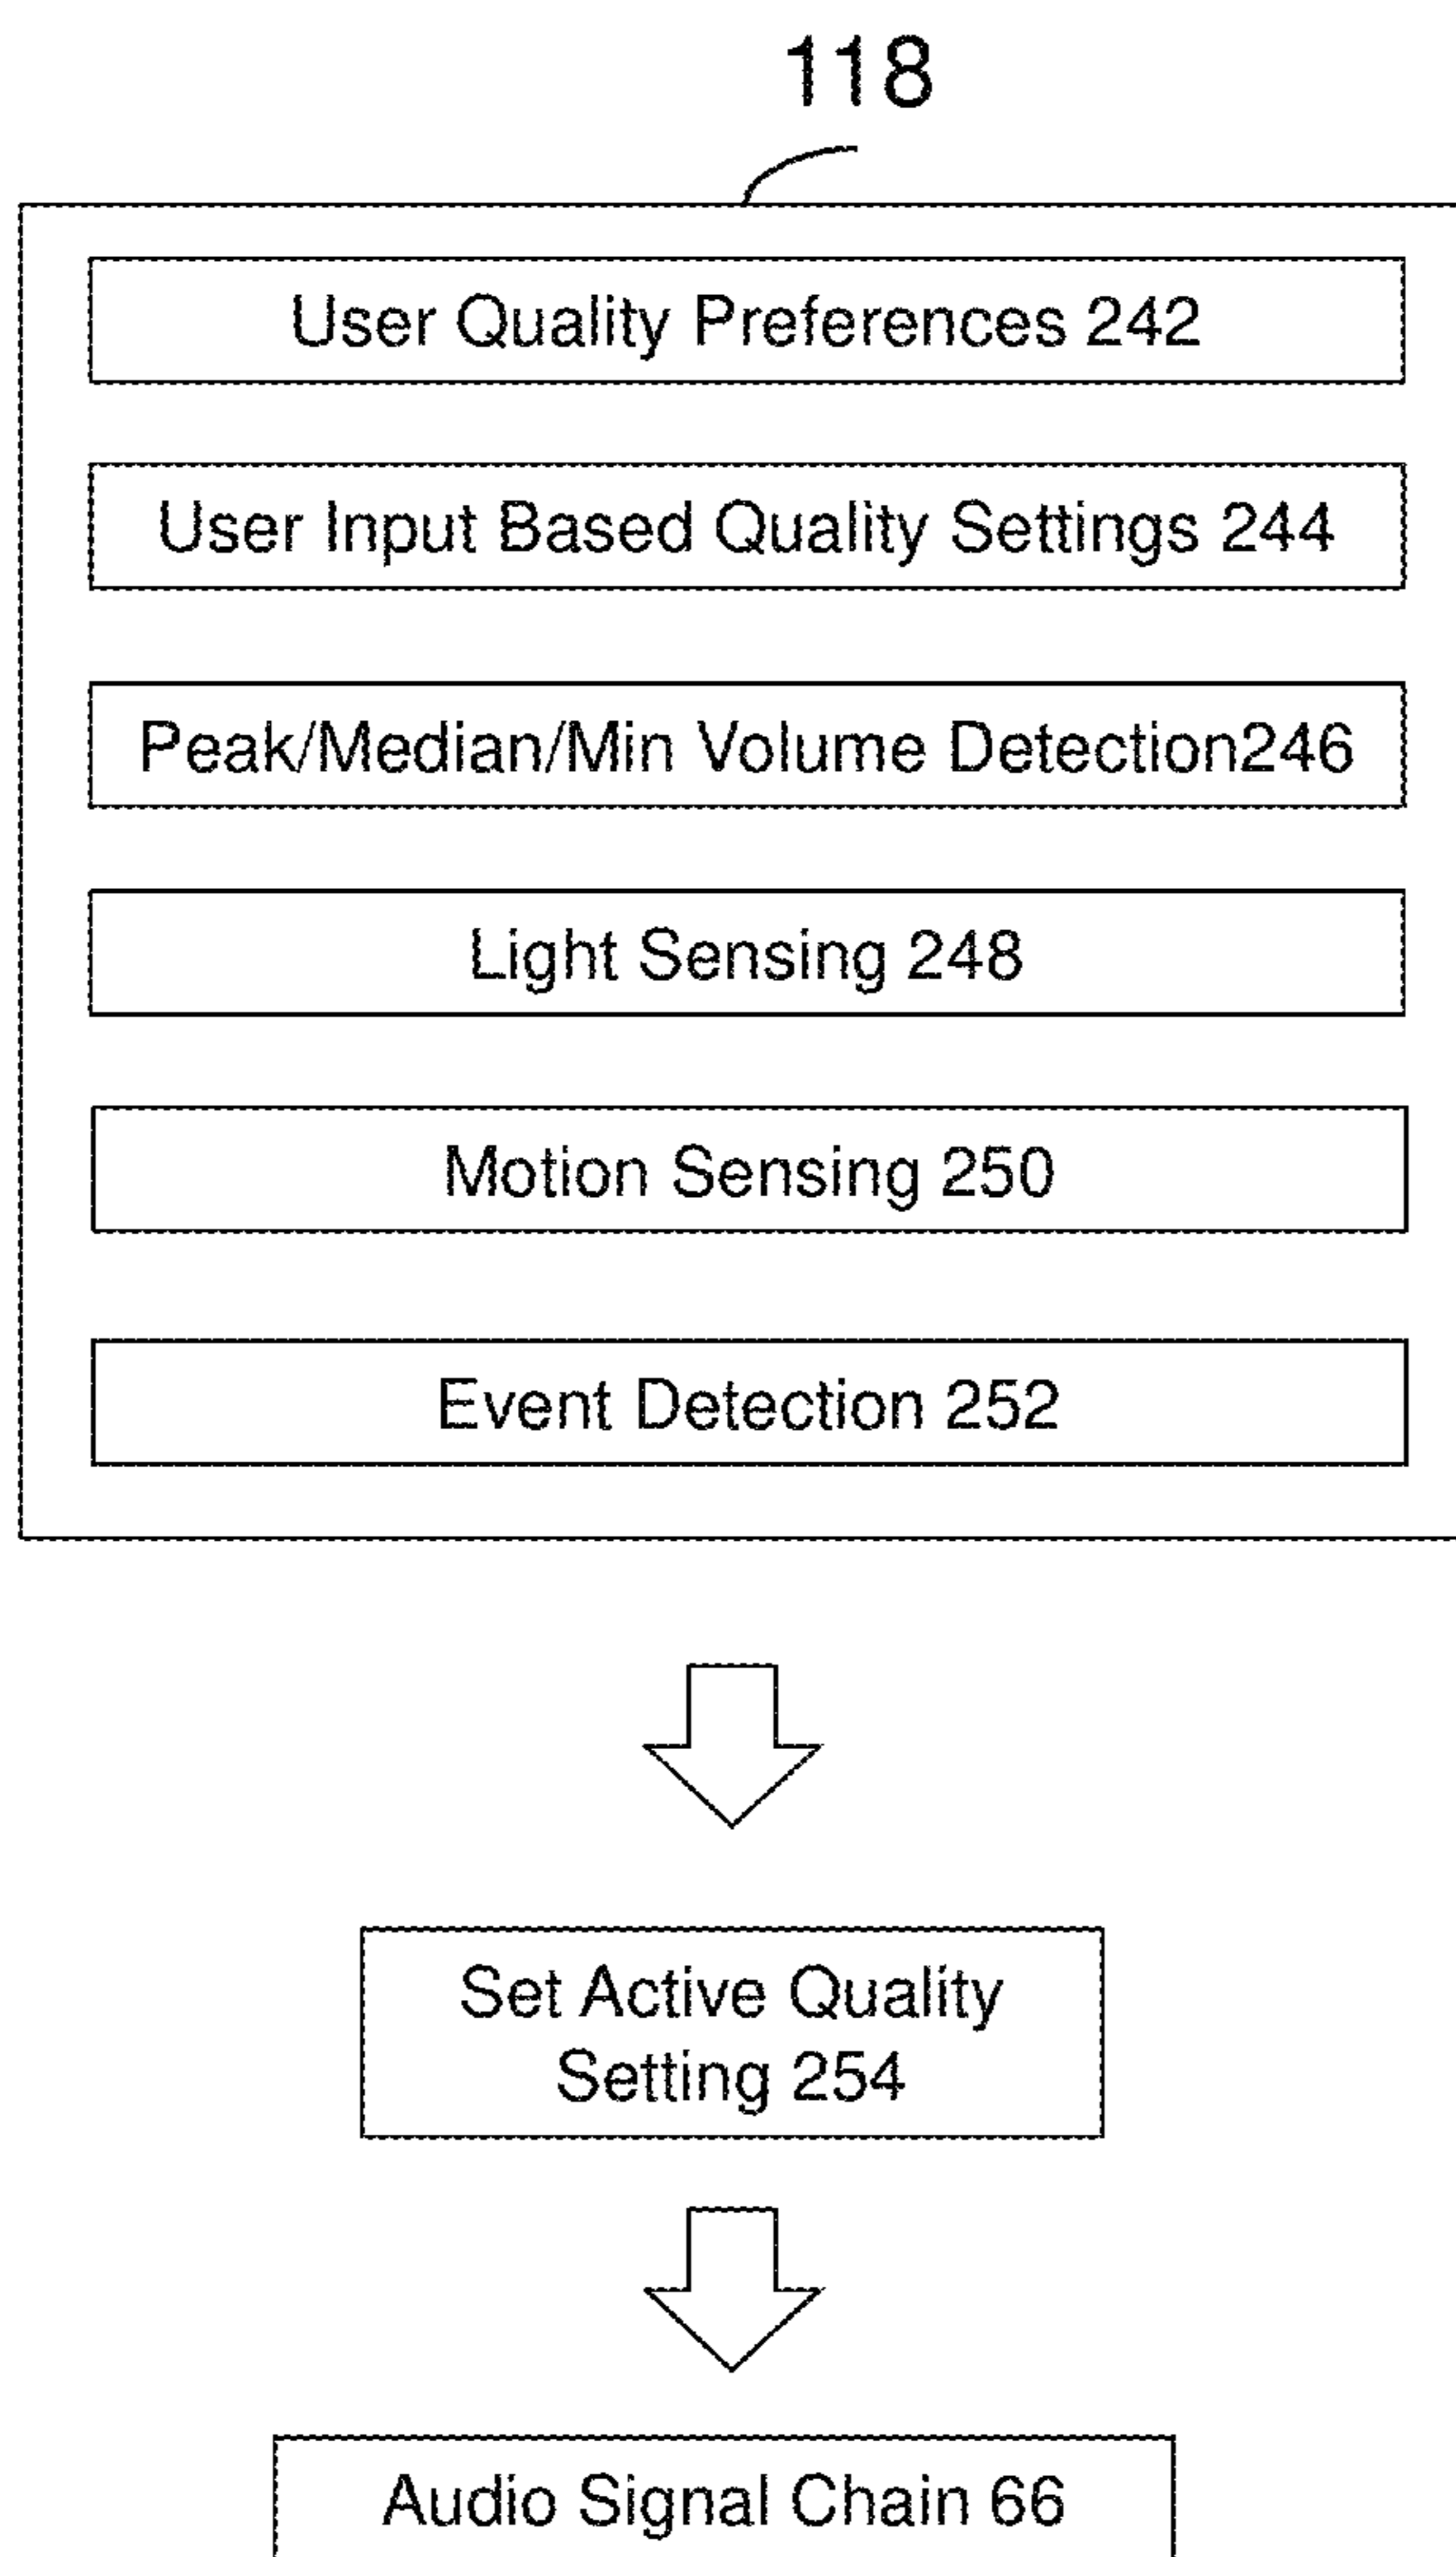 118
User Quality Preferences 242
User Input Based Quality Settings 244
Peak/Median/Min Volume Detection246
Light Sensing 248
Motion Sensing 250
Event Detection 252
Set Active Quality
Setting 254
Audio Signal Chain 66